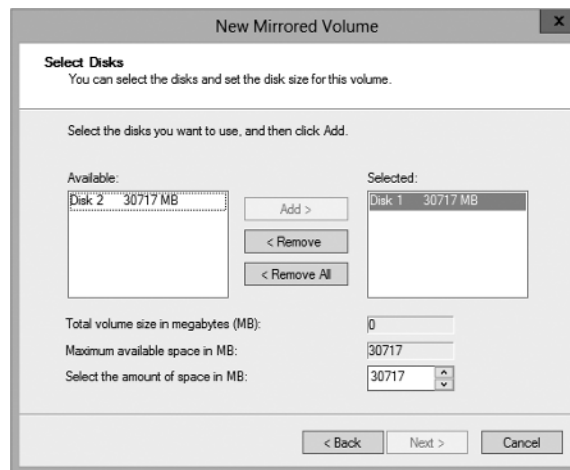 New Mirrored Volume
x
Select Disks
You can select the disks and set the disk size for this volume.
Select the disks you want to use, and then click Add.
Available:
Selected:
Disk 2 30717 MB
Disk 1 30717 MB
Add >
< Remove
< Remove All
Total volume size in megabytes (MB): 0
Maximum available space in MB: 30717
Select the amount of space in MB: 30717
< Back Next > Cancel